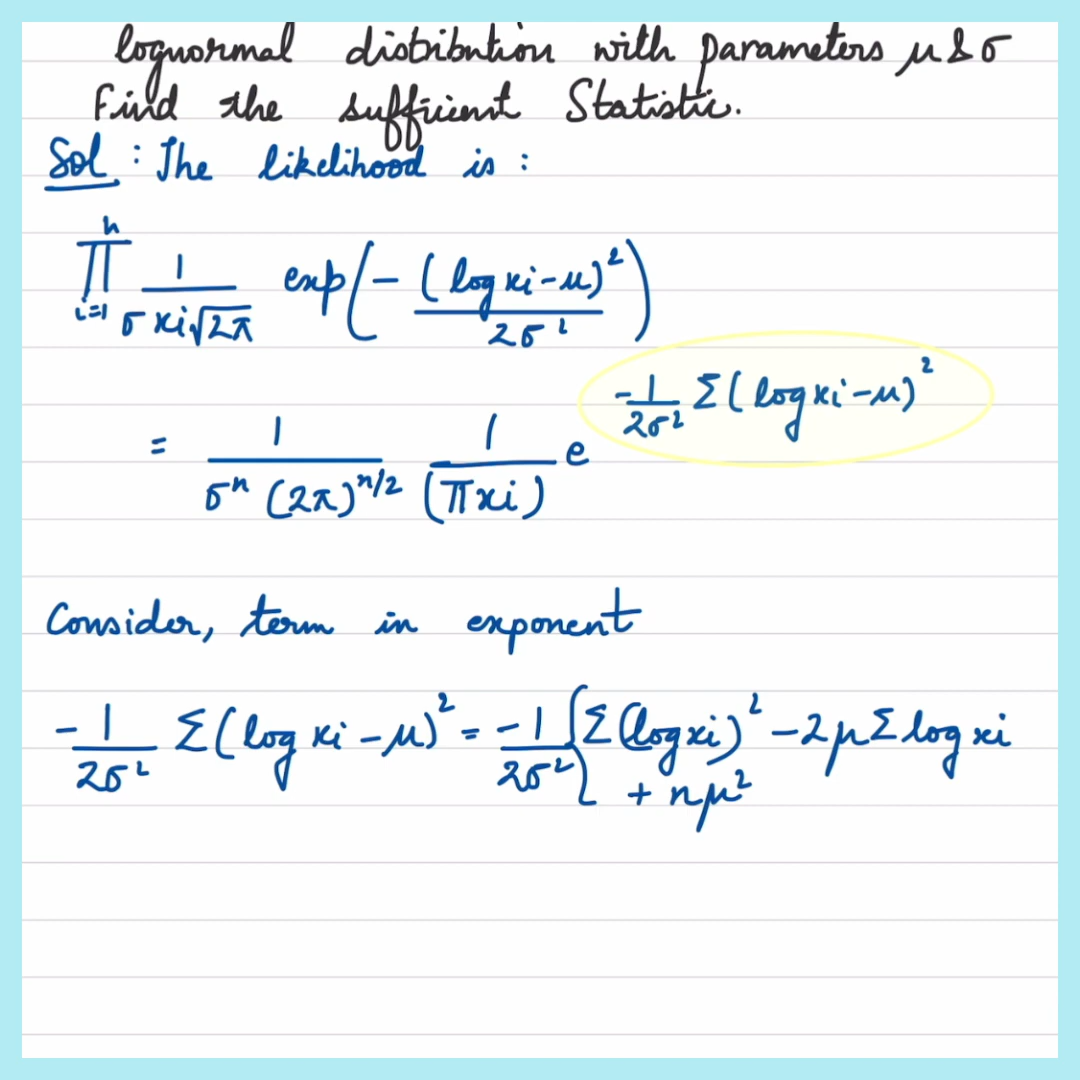 lognormal distribution with parameters μ & σ
Find the sufficient Statistic.
Sol : The likelihood is :
n ∏ i=1 1/(σ xi √2π) exp(- (log xi - μ)²/2σ²)
= 1/(σⁿ (2π)^n/2) 1/(∏ xi) e^(-1/2σ² Σ(log xi - μ)²)
Consider, term in exponent
-1/2σ² Σ(log xi - μ)² = -1/2σ² [Σ(log xi)² - 2μ Σ log xi
+ nμ²